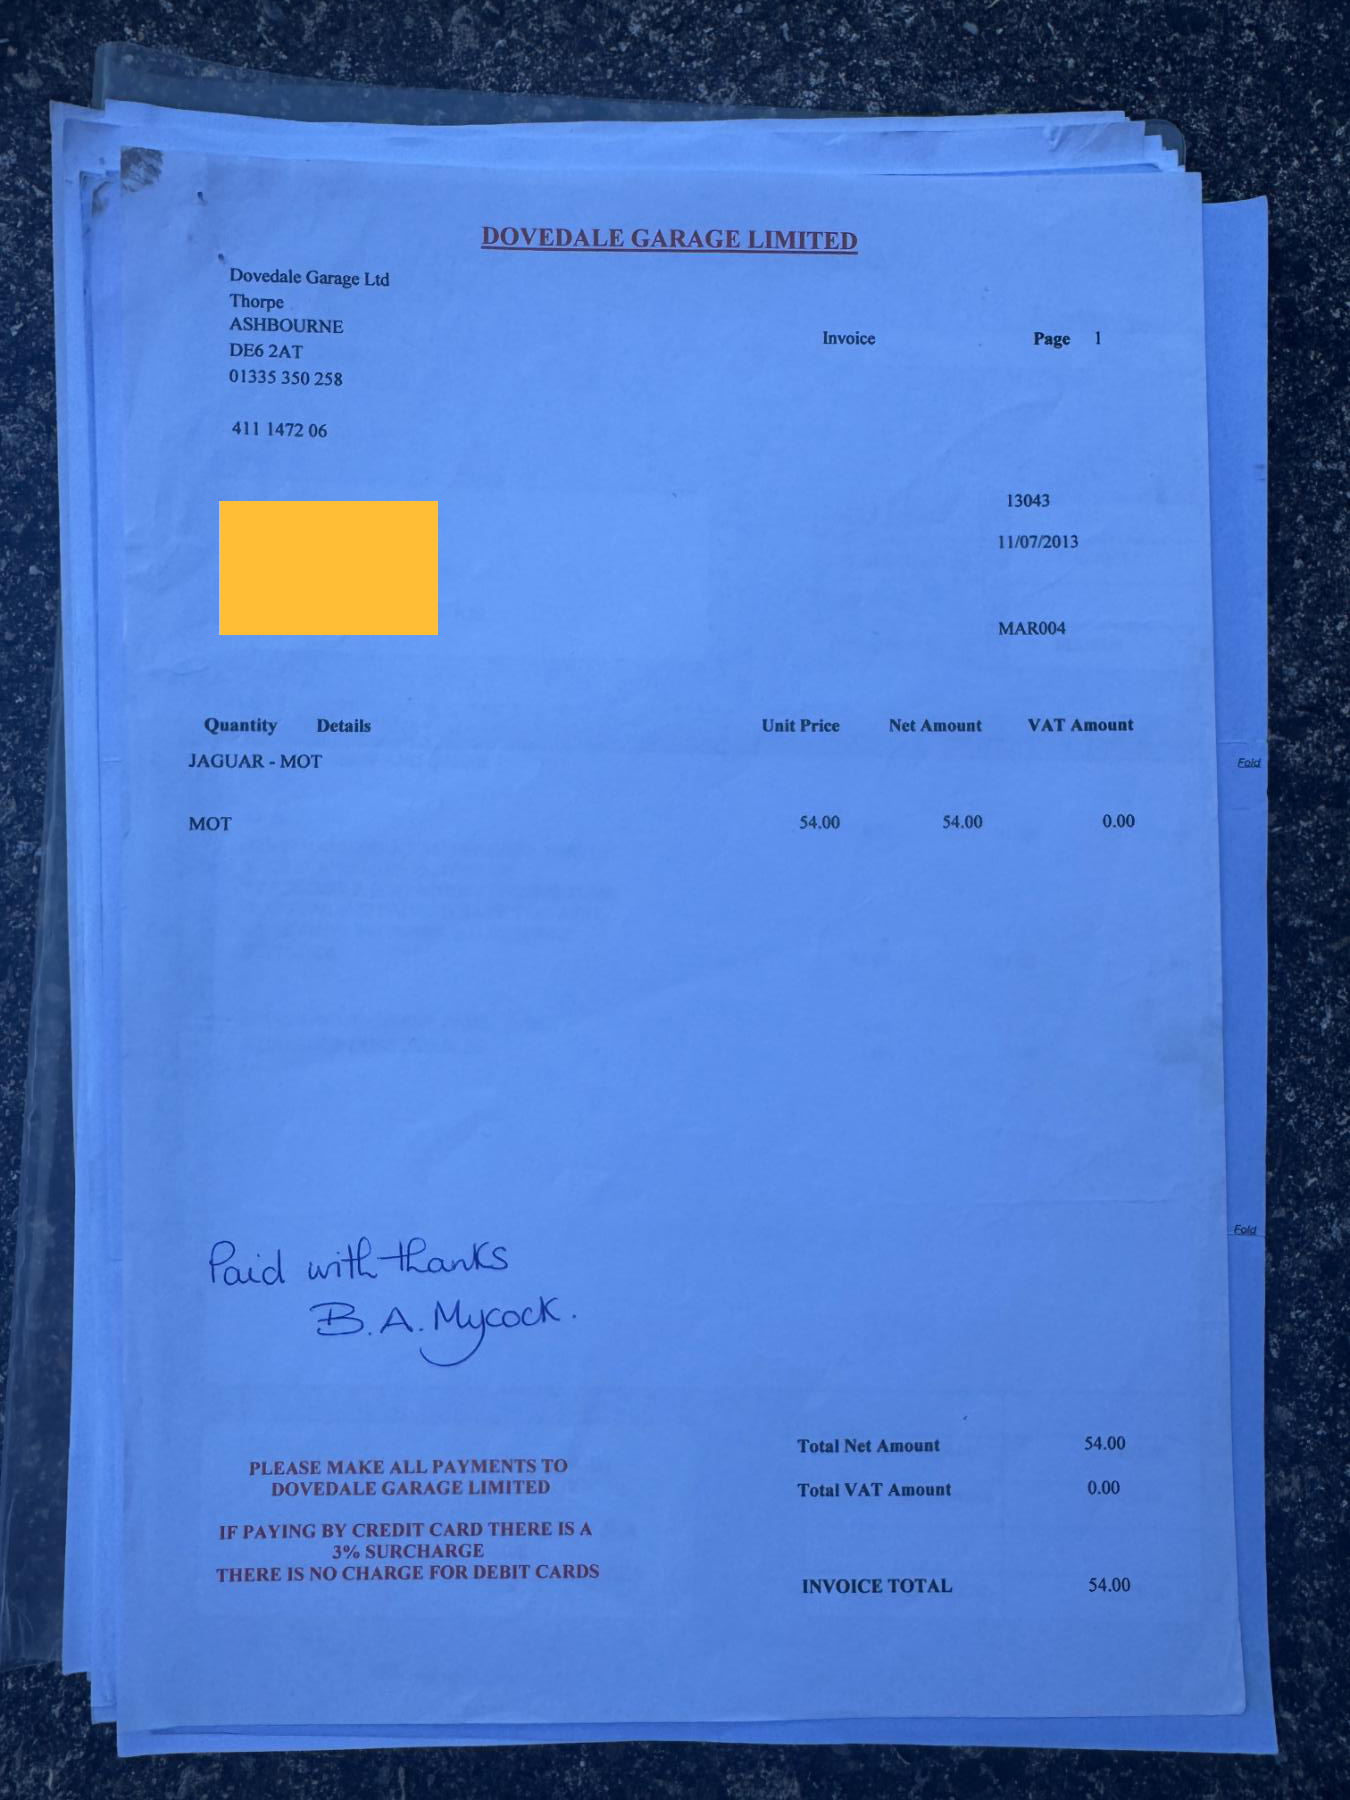 DOVEDALE GARAGE LIMITED
Dovedale Garage Ltd
Thorpe
ASHBOURNE
DE6 2AT
01335 350 258
411 1472 06
Invoice Page 1
13043
11/07/2013
MAR004
Quantity Details Unit Price Net Amount VAT Amount
JAGUAR - MOT
Fold
MOT 54.00 54.00 0.00
Fold
Paid with thanks
B.A. Mycock.
PLEASE MAKE ALL PAYMENTS TO
DOVEDALE GARAGE LIMITED
IF PAYING BY CREDIT CARD THERE IS A
3% SURCHARGE
THERE IS NO CHARGE FOR DEBIT CARDS
Total Net Amount 54.00
Total VAT Amount 0.00
INVOICE TOTAL 54.00